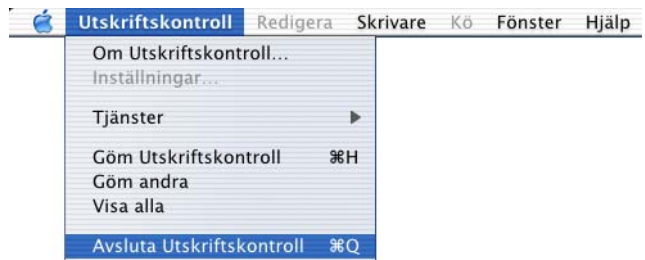 Utskriftskontroll Redigera Skrivare Kö Fönster Hjälp
Om Utskriftskontroll...
Inställningar...
Tjänster
Göm Utskriftskontroll ⌘H
Göm andra
Visa alla
Avsluta Utskriftskontroll ⌘Q